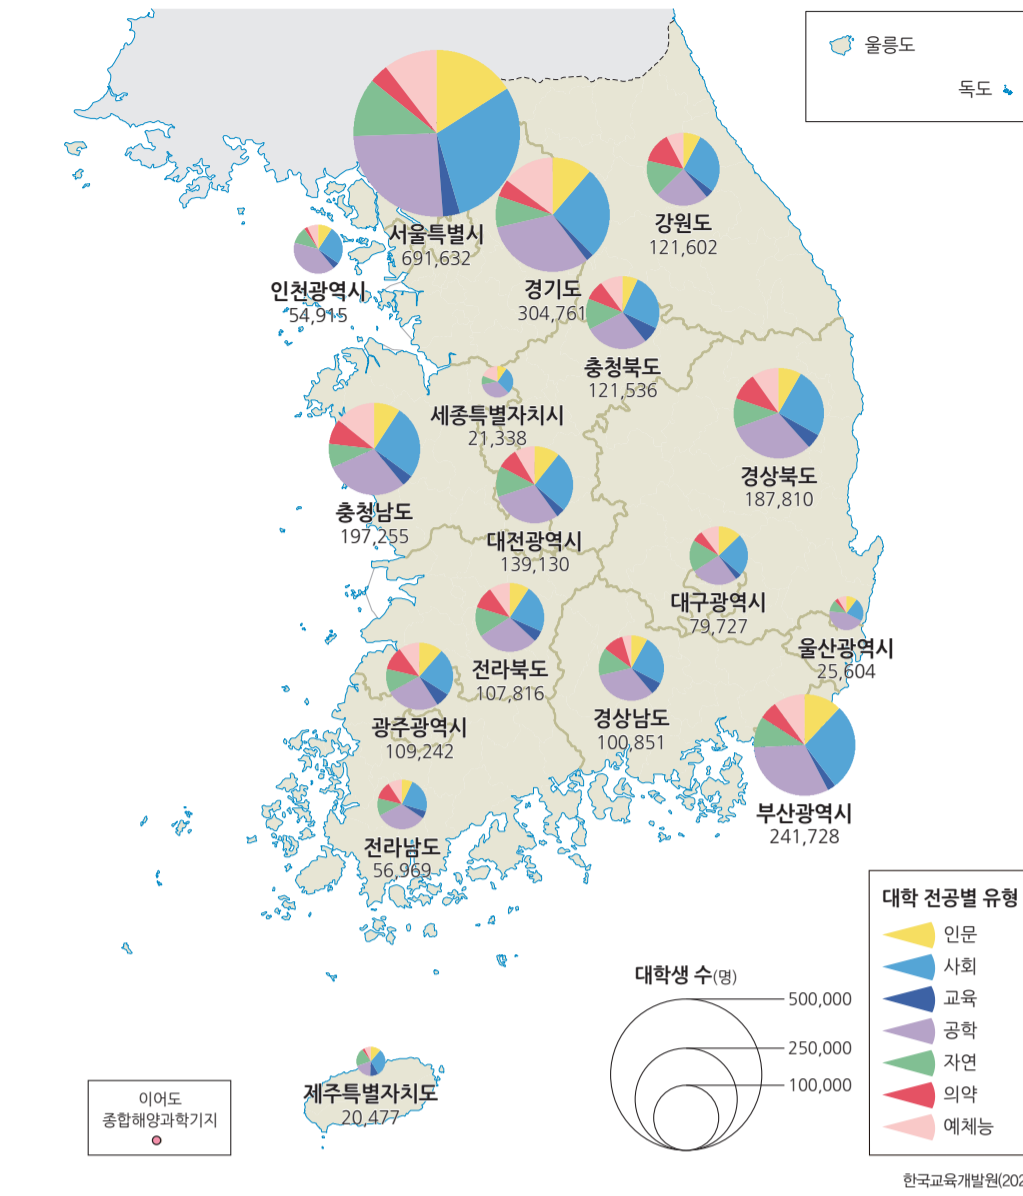 울릉도
독도
서울특별시
691,632
강원도
121,602
인천광역시
54,915
경기도
304,761
충청북도
121,536
세종특별자치시
21,338
경상북도
187,810
충청남도
197,255
대전광역시
139,130
대구광역시
79,727
울산광역시
25,604
전라북도
107,816
경상남도
100,851
광주광역시
109,242
부산광역시
241,728
전라남도
56,969
제주특별자치도
20,477
이어도
종합해양과학기지
대학생 수(명)
500,000
250,000
100,000
대학 전공별 유형
인문
사회
교육
공학
자연
의약
예체능
한국교육개발원(202